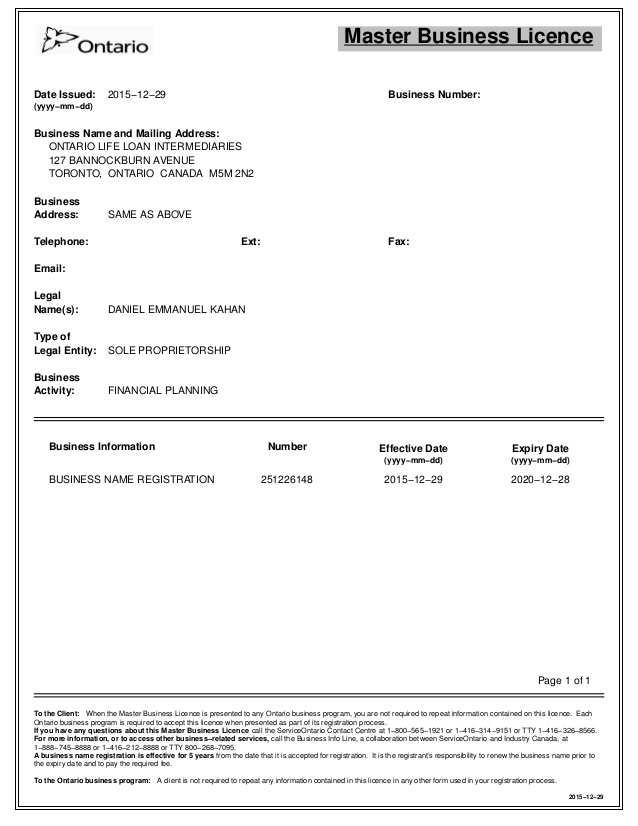 Ontario
Master Business Licence
Date Issued: 2015-12-29 Business Number:
(yyyy-mm-dd)
Business Name and Mailing Address:
ONTARIO LIFE LOAN INTERMEDIARIES
127 BANNOCKBURN AVENUE
TORONTO, ONTARIO CANADA M5M 2N2
Business
Address: SAME AS ABOVE
Telephone: Ext: Fax:
Email:
Legal
Name(s): DANIEL EMMANUEL KAHAN
Type of
Legal Entity: SOLE PROPRIETORSHIP
Business
Activity: FINANCIAL PLANNING
Business Information Number Effective Date Expiry Date
(yyyy-mm-dd) (yyyy-mm-dd)
BUSINESS NAME REGISTRATION 251226148 2015-12-29 2020-12-28
Page 1 of 1
To the Client: When the Master Business Licence is presented to any Ontario business program, you are not required to repeat information contained on this licence. Each
Ontario business program is required to accept this licence when presented as part of its registration process.
If you have any questions about this Master Business Licence call the ServiceOntario Contact Centre at 1-800-565-1921 or 1-416-314-9151 or TTY 1-416-326-8566.
For more information, or to access other business-related services, call the Business Info Line, a collaboration between ServiceOntario and Industry Canada, at
1-888-745-8888 or 1-416-212-8888 or TTY 800-268-7095.
A business name registration is effective for 5 years from the date that it is accepted for registration. It is the registrant's responsibility to renew the business name prior to
the expiry date and to pay the required fee.
To the Ontario business program: A client is not required to repeat any information contained in this licence in any other form used in your registration process.
2015-12-29